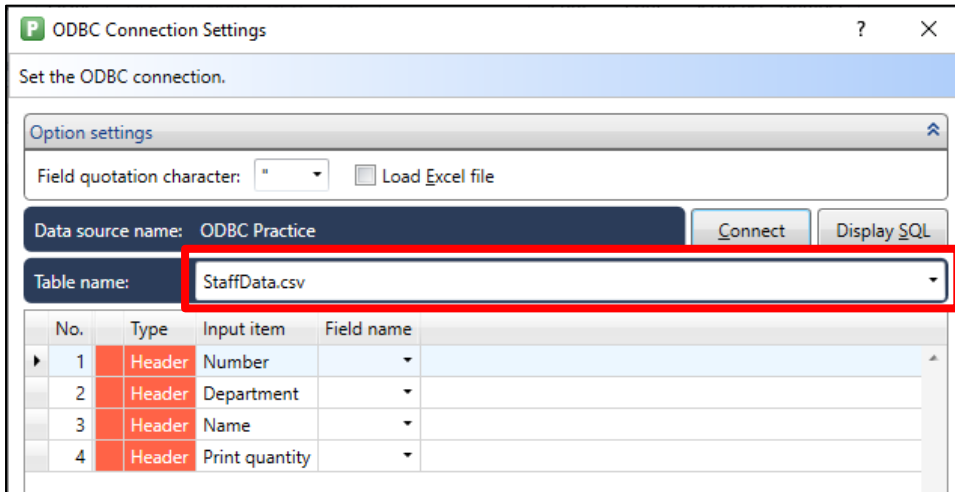 P ODBC Connection Settings ? ×
Set the ODBC connection.
Option settings
Field quotation character: " Load Excel file
Data source name: ODBC Practice Connect Display SQL
Table name: StaffData.csv
No. Type Input item Field name
1 Header Number
2 Header Department
3 Header Name
4 Header Print quantity